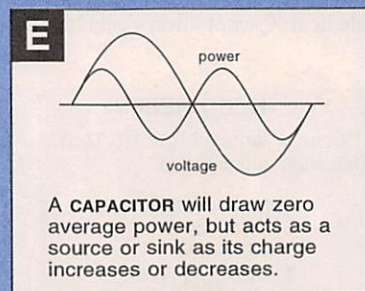 E
power
voltage
A CAPACITOR will draw zero
average power, but acts as a
source or sink as its charge
increases or decreases.